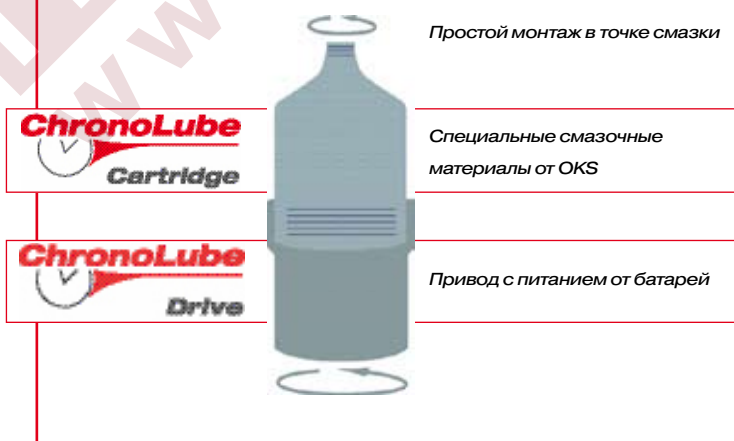 Простой монтаж в точке смазки
ChronoLube
Cartridge
Специальные смазочные
материалы от OKS
ChronoLube
Drive
Привод с питанием от батарей